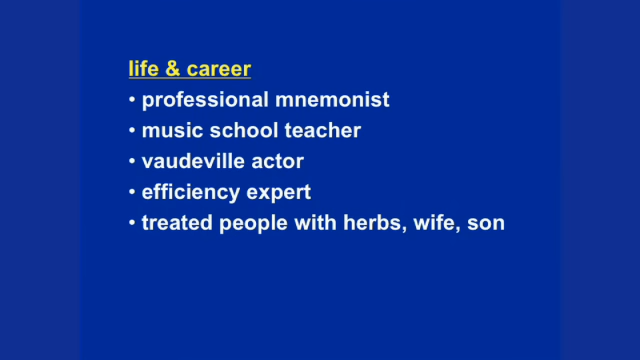 life & career
• professional mnemonist
• music school teacher
• vaudeville actor
• efficiency expert
• treated people with herbs, wife, son